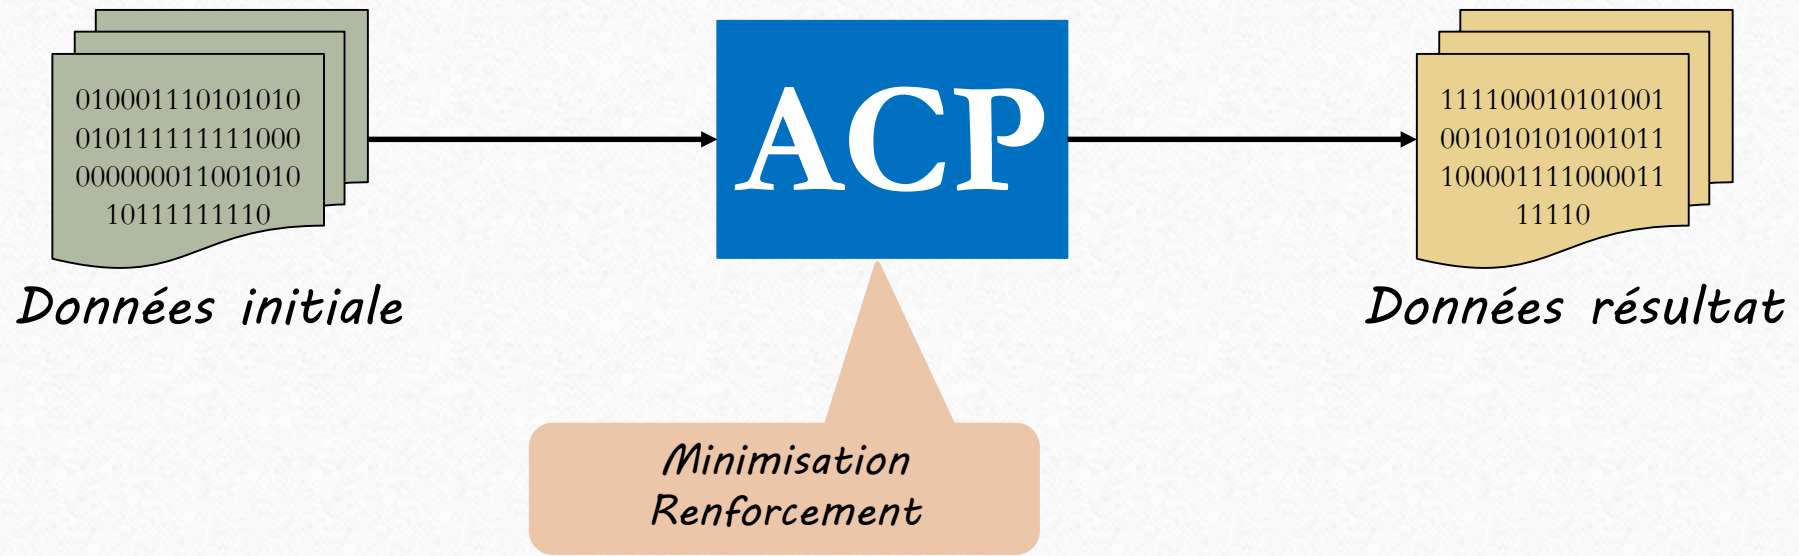 010001110101010
010111111111000
000000011001010
10111111110
Données initiale
ACP
111100010101001
001010101001011
100001111000011
11110
Données résultat
Minimisation
Renforcement